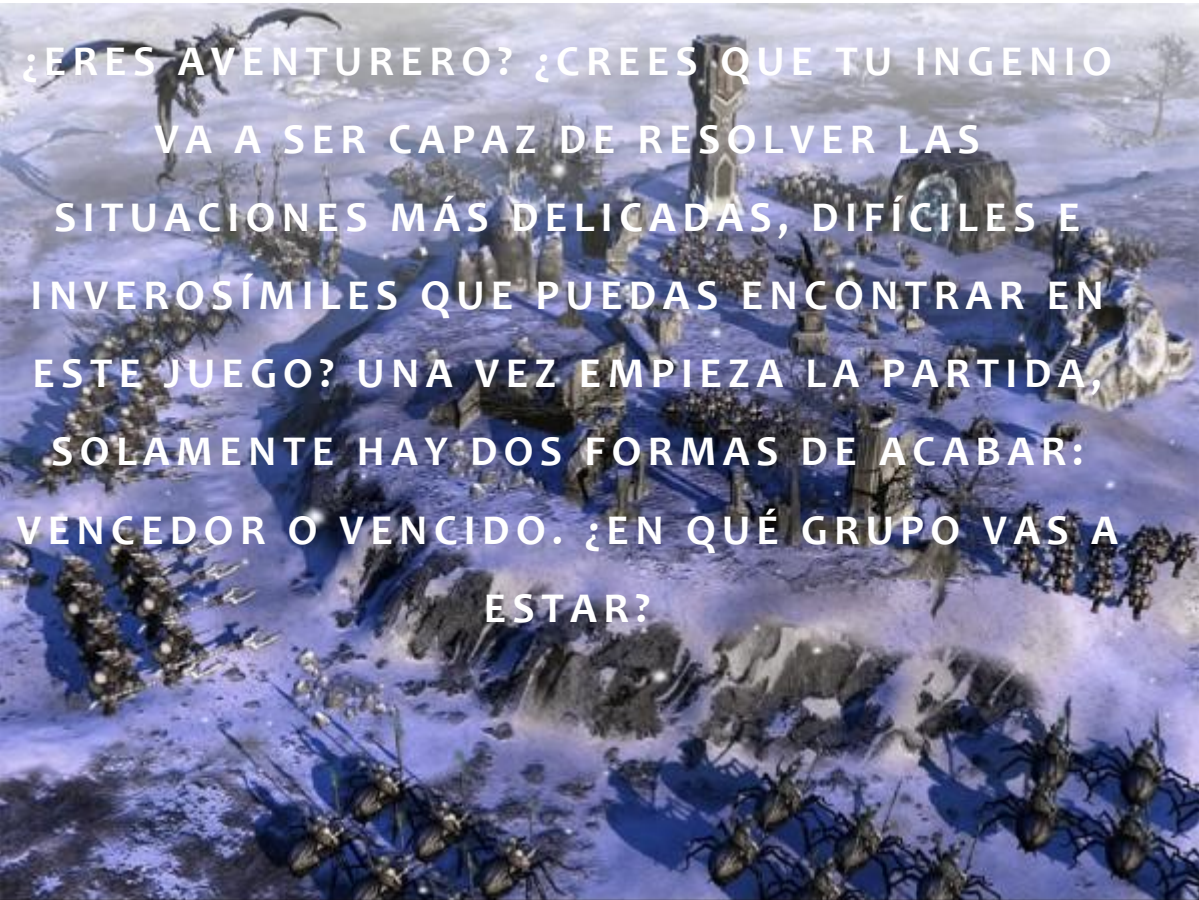 ¿ERES AVENTURERO? ¿CREES QUE TU INGENIO
VA A SER CAPAZ DE RESOLVER LAS
SITUACIONES MÁS DELICADAS, DIFÍCILES E
INVEROSÍMILES QUE PUEDAS ENCONTRAR EN
ESTE JUEGO? UNA VEZ EMPIEZA LA PARTIDA,
SOLAMENTE HAY DOS FORMAS DE ACABAR:
VENCEDOR O VENCIDO. ¿EN QUÉ GRUPO VAS A
ESTAR?